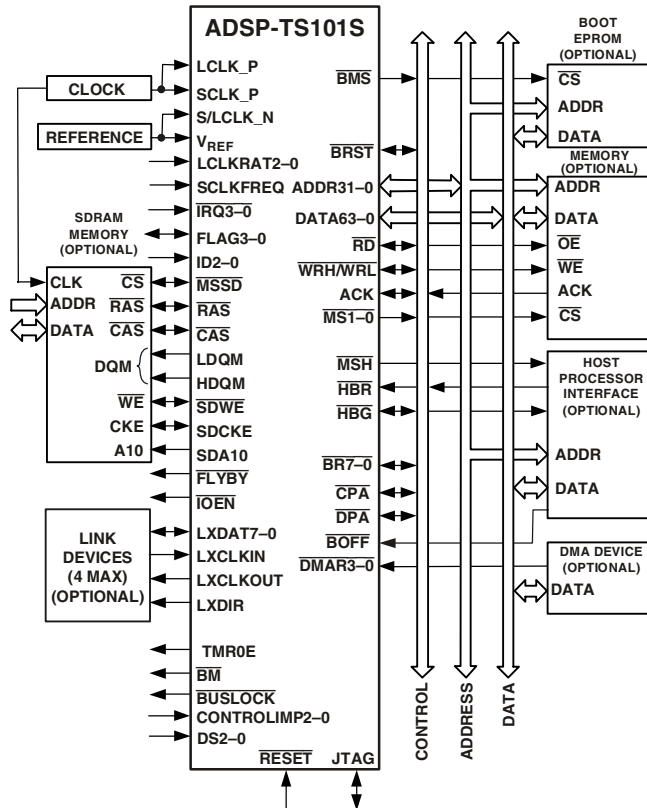 ADSP-TS101S
BOOT
EPROM
(OPTIONAL)
CLOCK
REFERENCE
LCLK_P
SCLK_P
S/LCLK_N
VREF
LCLKRAT2–0
SCLKFREQ
IRQ3–0
FLAG3–0
ID2–0
MSSD
RAS
CAS
LDQM
HDQM
SDWE
SDCKE
SDA10
FLYBY
IOEN
LXDAT7–0
LXCLKIN
LXCLKOUT
LXDIR
TMR0E
BM
BUSLOCK
CONTROLIMP2–0
DS2–0
RESET
JTAG
SDRAM
MEMORY
(OPTIONAL)
CLK
CS
ADDR
RAS
DATA
CAS
DQM
WE
CKE
A10
LINK
DEVICES
(4 MAX)
(OPTIONAL)
BMS
BRST
ADDR31–0
DATA63–0
RD
WRH/WRL
ACK
MS1–0
MSH
HBR
HBG
BR7–0
CPA
DPA
BOFF
DMAR3–0
CONTROL
ADDRESS
DATA
CS
ADDR
DATA
MEMORY
(OPTIONAL)
ADDR
DATA
OE
WE
ACK
CS
HOST
PROCESSOR
INTERFACE
(OPTIONAL)
ADDR
DATA
DMA DEVICE
(OPTIONAL)
DATA